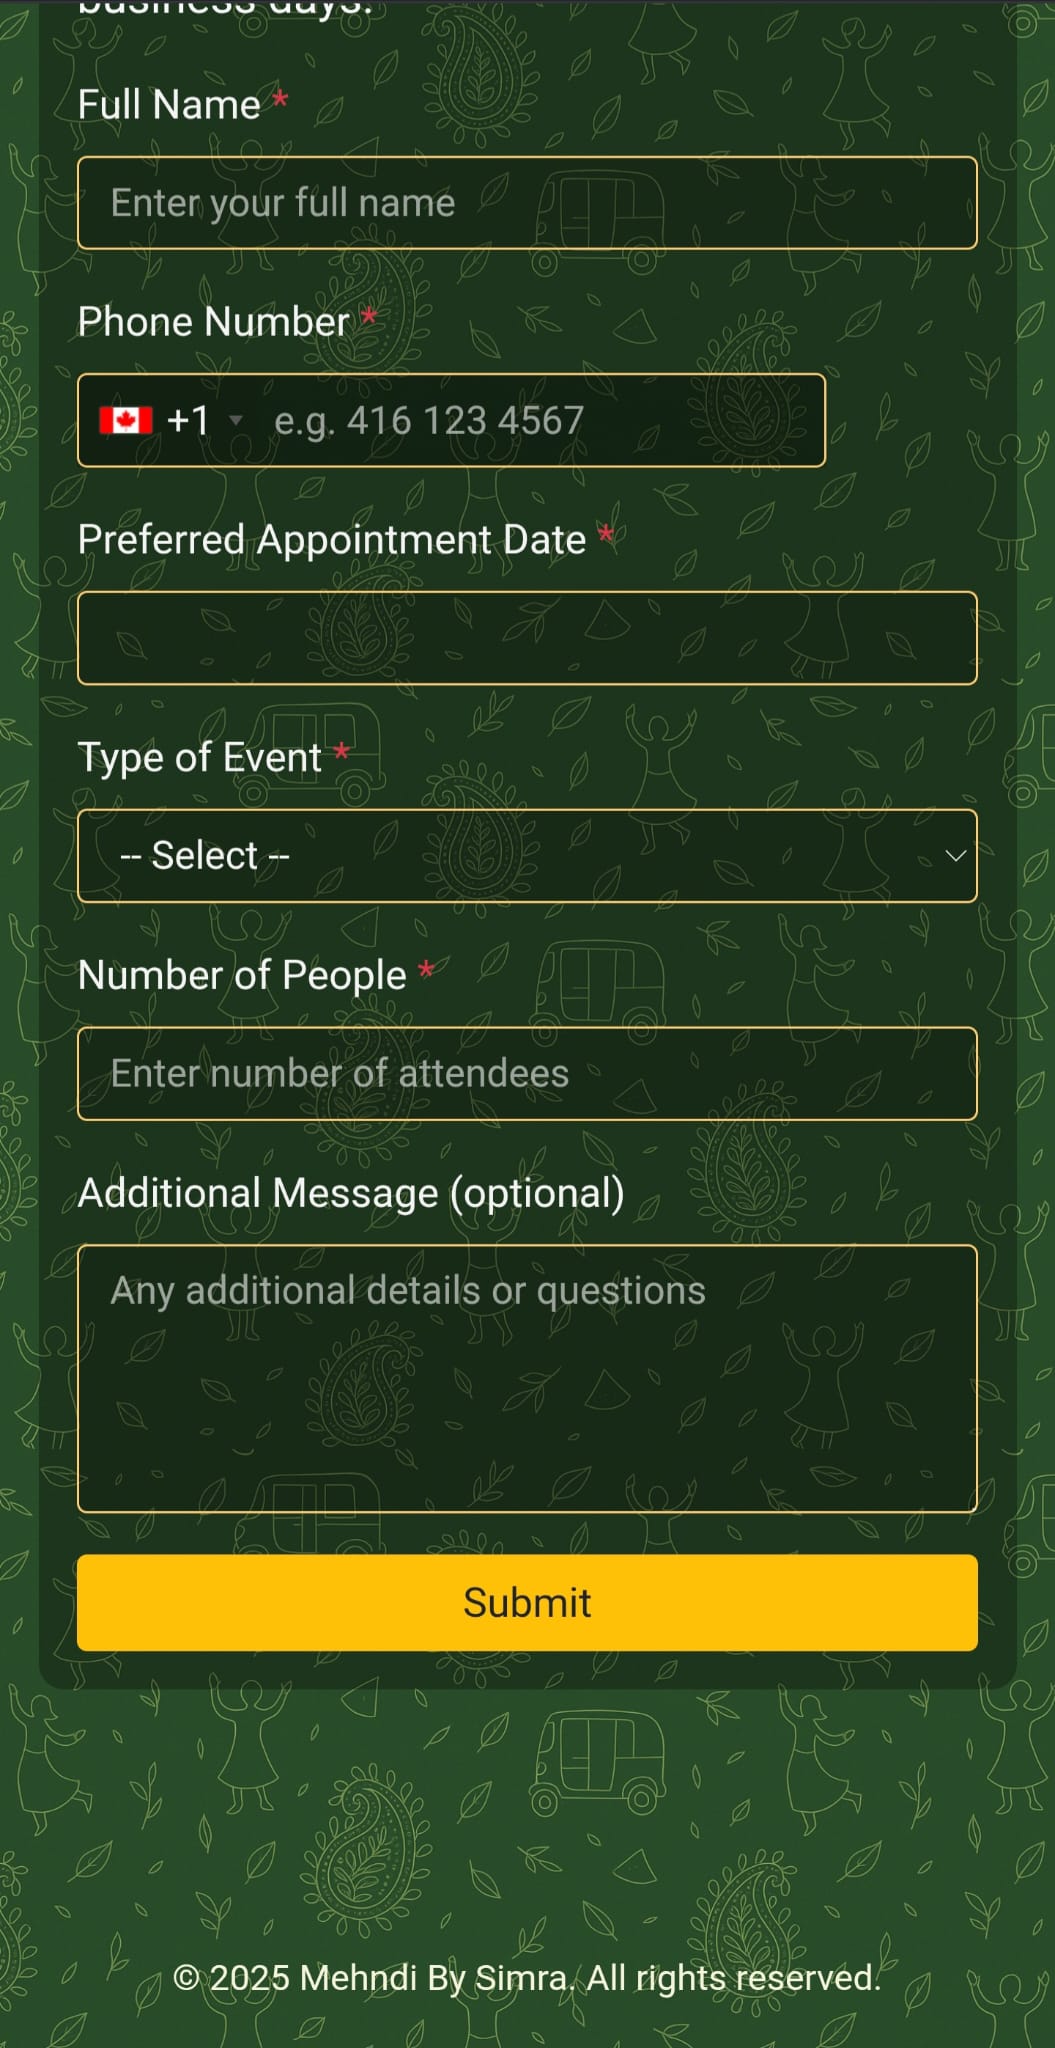 business days.
Full Name *
Enter your full name
Phone Number *
+1 e.g. 416 123 4567
Preferred Appointment Date *
Type of Event *
-- Select --
Number of People *
Enter number of attendees
Additional Message (optional)
Any additional details or questions
Submit
© 2025 Mehndi By Simra. All rights reserved.